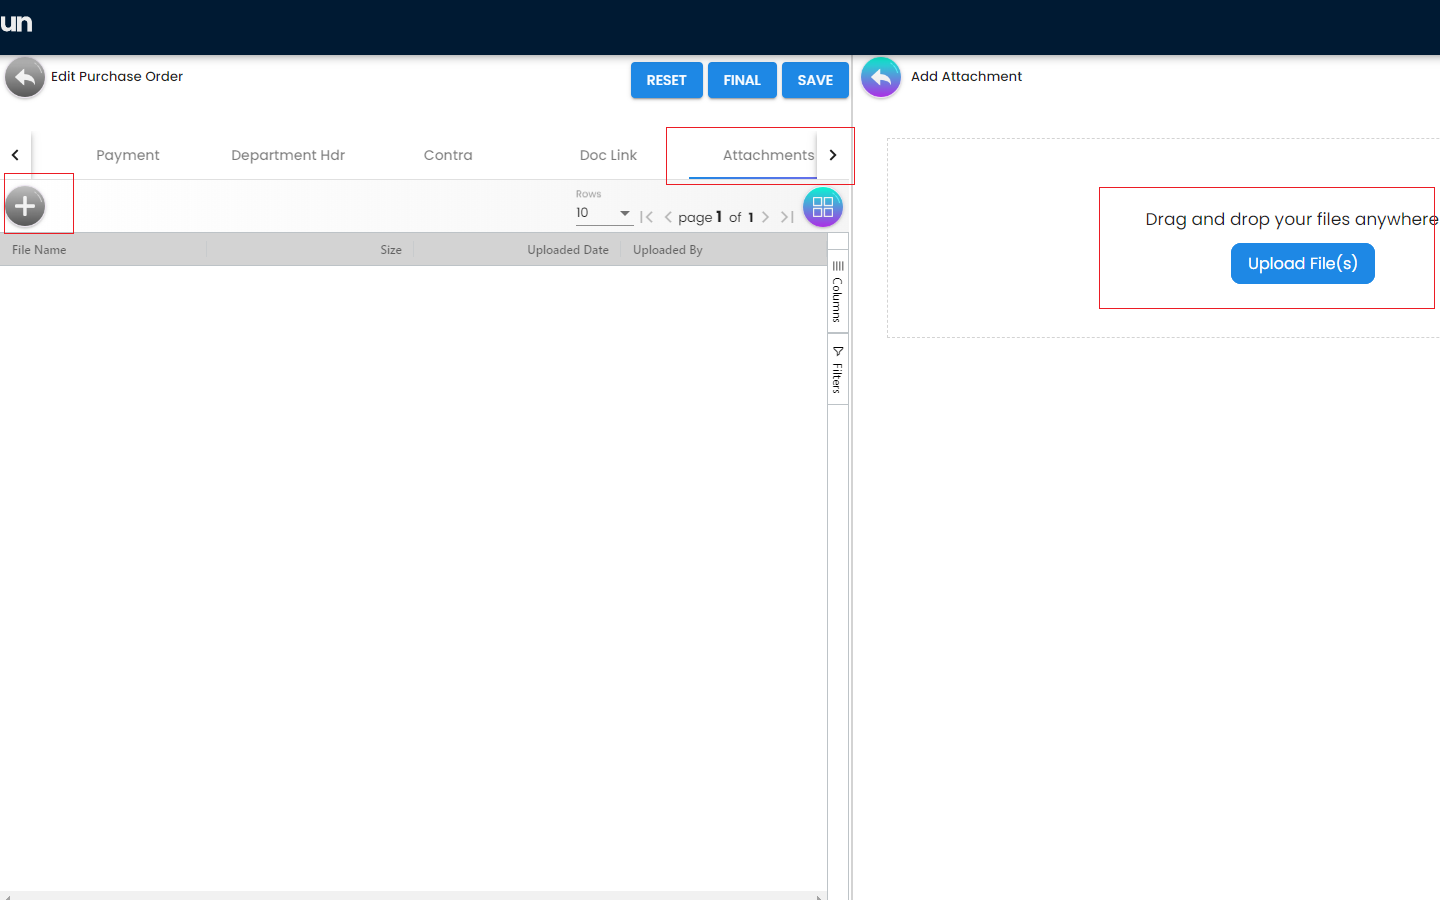 un
Edit Purchase Order
RESET
FINAL
SAVE
Add Attachment
Payment
Department Hdr
Contra
Doc Link
Attachments
Rows
10
page 1 of 1
File Name
Size
Uploaded Date
Uploaded By
Columns
Filters
Drag and drop your files anywhere
Upload File(s)